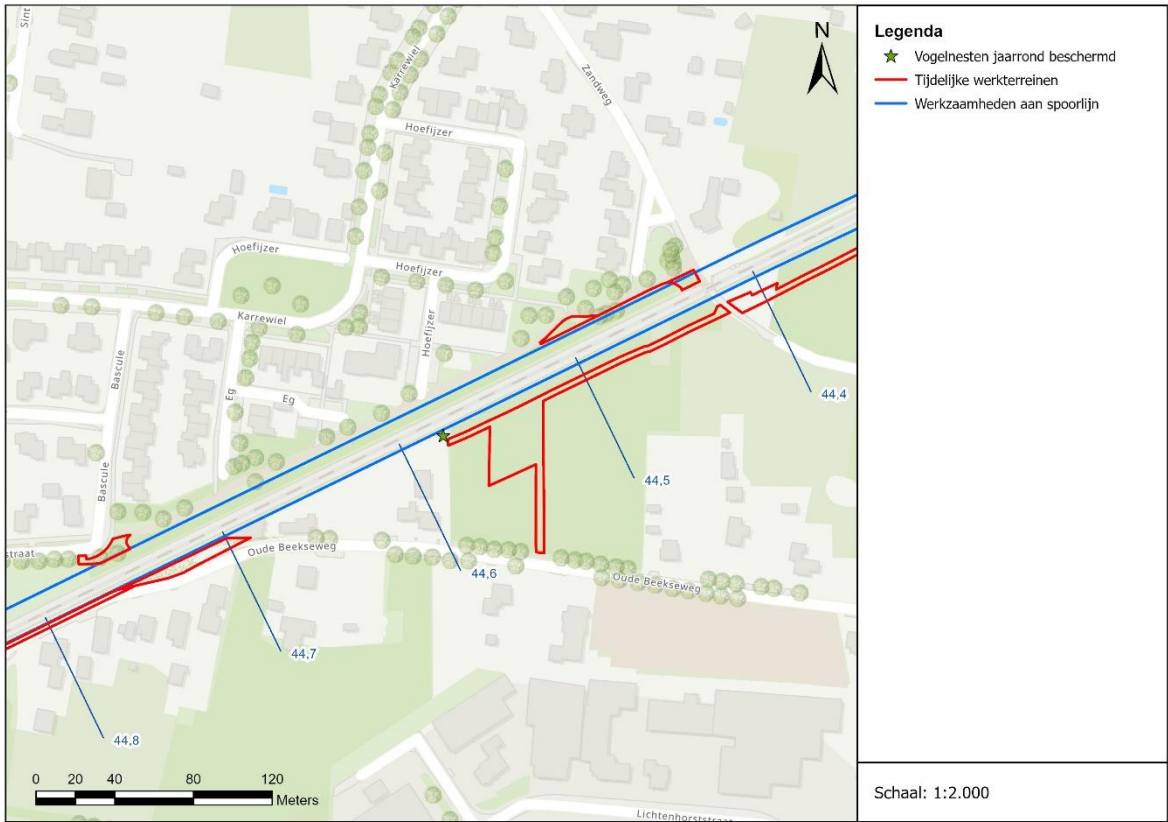 Sint
Karrewiel
Zandweg
N
Hoefijzer
Hoefijzer
Hoefijzer
Karrewiel
Hoefijzer
Bascule
Eg
Eg
Bascule
straat
Oude Beekseweg
Oude Beekseweg
44,4
44,5
44,6
44,7
44,8
0 20 40 80 120
Meters
Lichtenhorststraat
Legenda
Vogelnesten jaarrond beschermd
Tijdelijke werkterreinen
Werkzaamheden aan spoorlijn
Schaal: 1:2.000